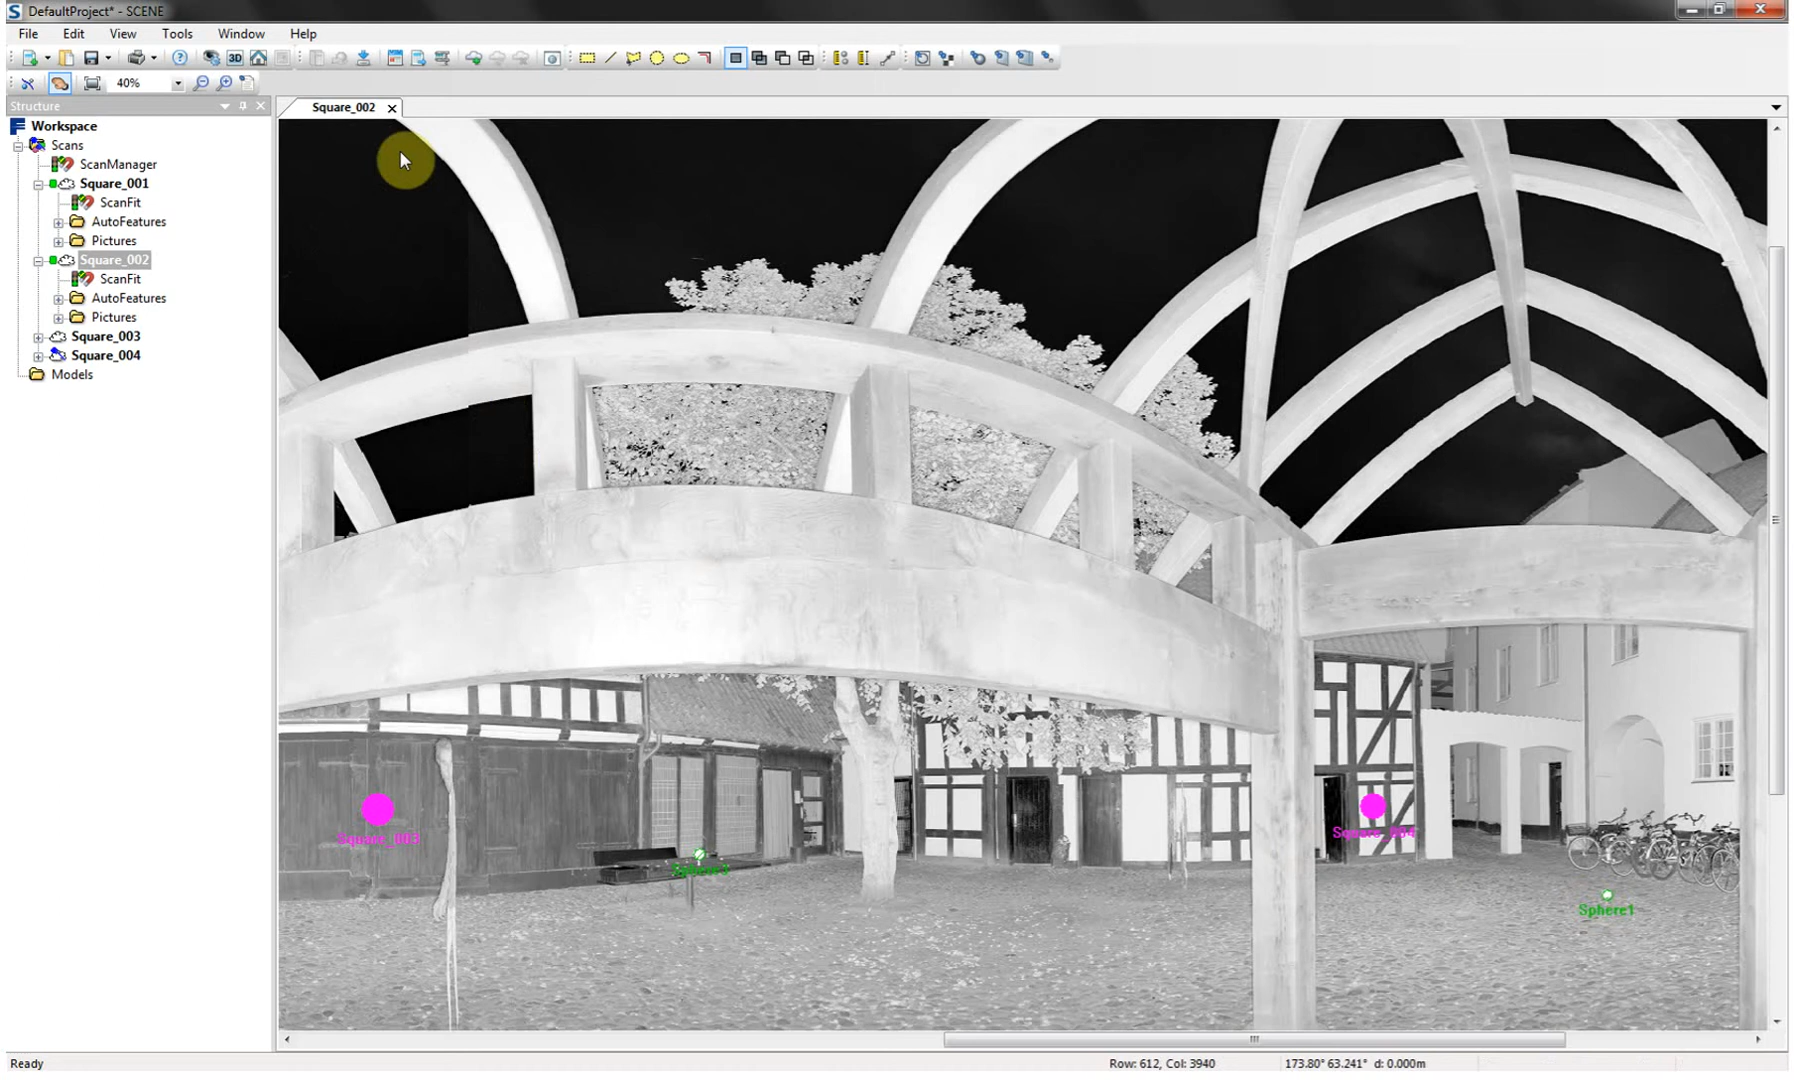 DefaultProject* - SCENE
File Edit View Tools Window Help
3D
40%
Structure
Square_002
Workspace
Scans
ScanManager
Square_001
ScanFit
AutoFeatures
Pictures
Square_002
ScanFit
AutoFeatures
Pictures
Square_003
Square_004
Models
Square_003
Square_004
Sphere3
Sphere1
Ready
Row: 612, Col: 3940
173.80° 63.241° d: 0.000m